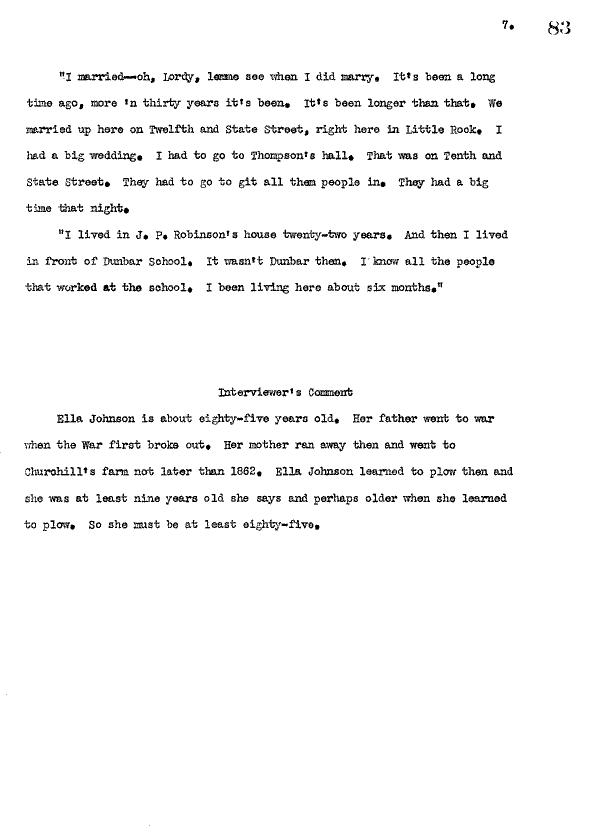 7. 83
"I married—oh, Lordy, lemme see when I did marry. It's been a long
time ago, more 'n thirty years it's been. It's been longer than that. We
married up here on Twelfth and State Street, right here in Little Rock. I
had a big wedding. I had to go to Thompson's hall. That was on Tenth and
State Street. They had to go to git all them people in. They had a big
time that night.
"I lived in J. P. Robinson's house twenty-two years. And then I lived
in front of Dunbar School. It wasn't Dunbar then. I know all the people
that worked at the school. I been living here about six months."
Interviewer's Comment
Ella Johnson is about eighty-five years old. Her father went to war
when the War first broke out. Her mother ran away then and went to
Churchill's farm not later than 1862. Ella Johnson learned to plow then and
she was at least nine years old she says and perhaps older when she learned
to plow. So she must be at least eighty-five.